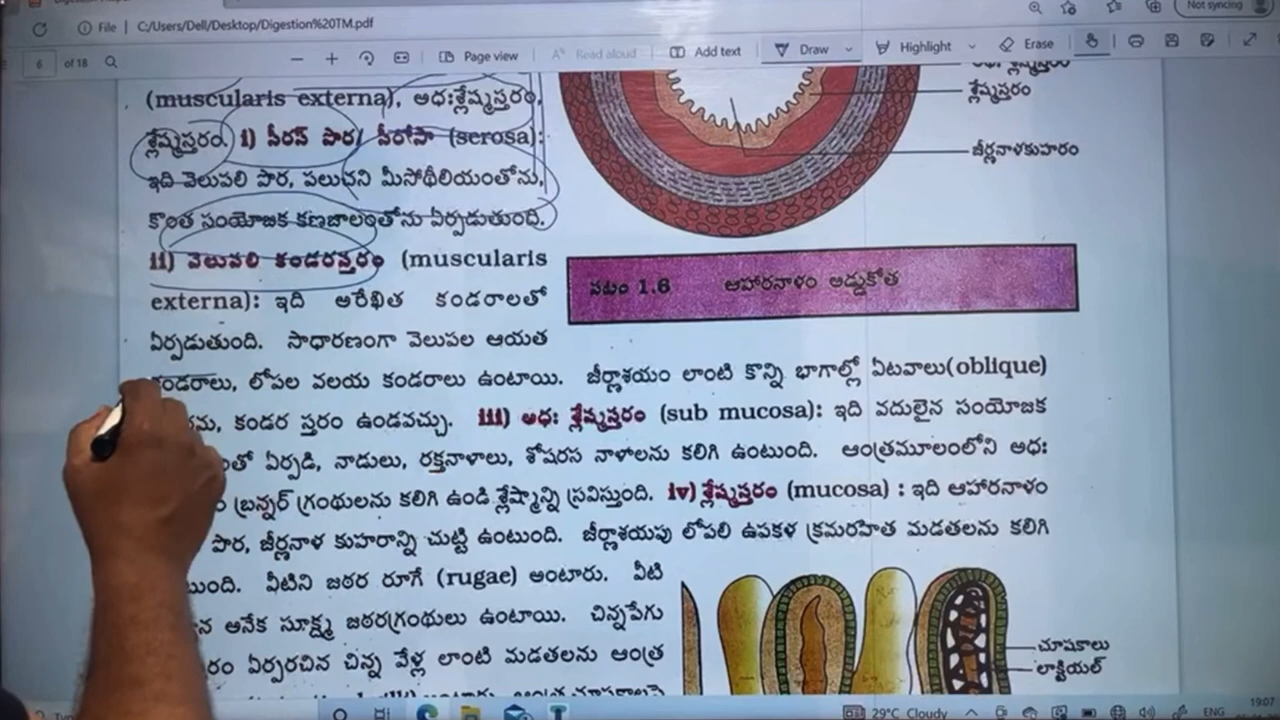 File | C:/Users/Dell/Desktop/Digestion%20TM.pdf
Not syncing
6 of 18
Page view
Read aloud
Add text
Draw
Highlight
Erase
(muscularis externa), అధఃశ్లేష్మస్తరం,
శ్లేష్మస్తరం. i) పీరవ్ పొర/ సీరోసా (serosa):
ఇది వెలుపలి పొర, పలుచని మీసోథీలియంతోను,
కొంత సంయోజక కణజాలంతోను ఏర్పడుతుంది.
ii) వెలుపలి కండరస్తరం (muscularis
externa): ఇది అరేఖిత కండరాలతో
ఏర్పడుతుంది. సాధారణంగా వెలుపల ఆయత
కండరాలు, లోపల వలయ కండరాలు ఉంటాయి. జీర్ణాశయం లాంటి కొన్ని భాగాల్లో ఏటవాలు(oblique)
కండర స్తరం ఉండవచ్చు. iii) అధః శ్లేష్మస్తరం (sub mucosa): ఇది వదులైన సంయోజక
ఏర్పడి, నాడులు, రక్తనాళాలు, శోషరస నాళాలను కలిగి ఉంటుంది. ఆంత్రమూలంలోని అధః
బ్రన్నర్ గ్రంథులను కలిగి ఉండి శ్లేష్మాన్ని స్రవిస్తుంది. iv) శ్లేష్మస్తరం (mucosa) : ఇది ఆహారనాళం
పొర, జీర్ణనాళ కుహరాన్ని చుట్టి ఉంటుంది. జీర్ణాశయపు లోపలి ఉపకళ క్రమరహిత మడతలను కలిగి
వీటిని జఠర రూగే (rugae) అంటారు. వీటి
అనేక సూక్ష్మ జఠరగ్రంథులు ఉంటాయి. చిన్నపేగు
ఏర్పరచిన చిన్న వేళ్ల లాంటి మడతలను ఆంత్ర
శ్లేష్మస్తరం
జీర్ణనాళకుహరం
పటం 1.6 ఆహారనాళం అడ్డుకోత
చూషకాలు
లాక్టియల్
29°C Cloudy
ENG
19:07